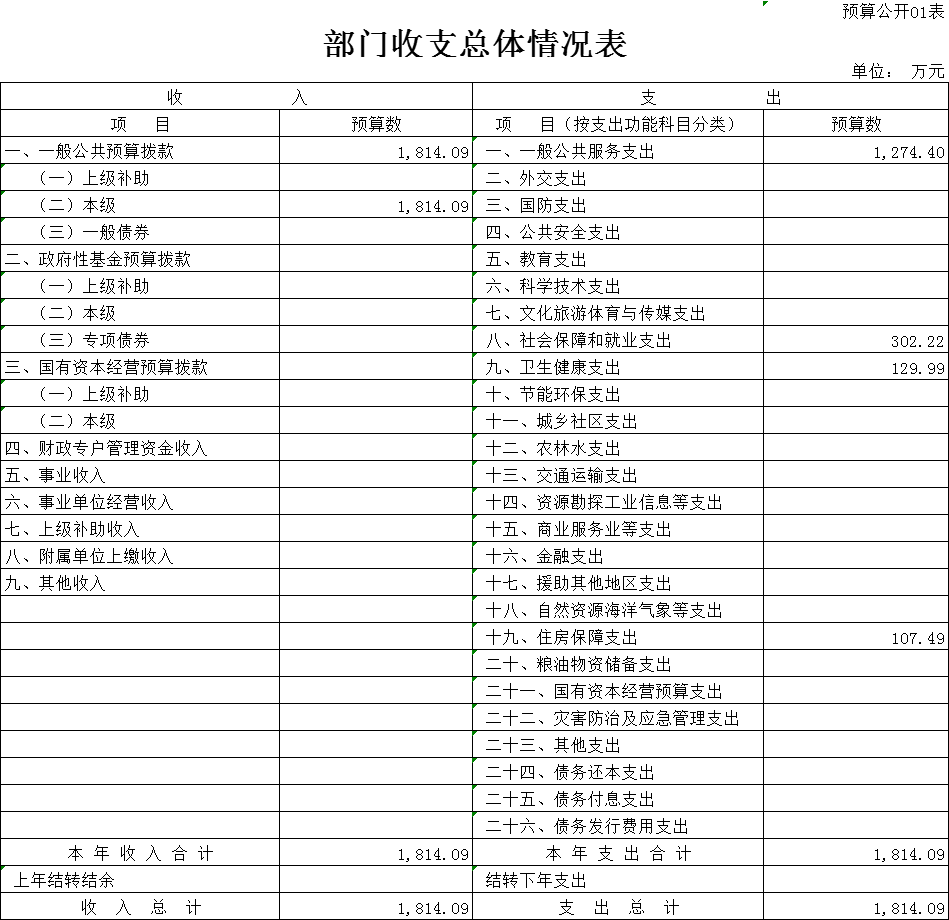 预算公开01表
部门收支总体情况表
单位： 万元
收 入 支 出
项 目 预算数 项 目（按支出功能科目分类） 预算数
一、一般公共预算拨款 1,814.09 一、一般公共服务支出 1,274.40
（一）上级补助 二、外交支出
（二）本级 1,814.09 三、国防支出
（三）一般债券 四、公共安全支出
二、政府性基金预算拨款 五、教育支出
（一）上级补助 六、科学技术支出
（二）本级 七、文化旅游体育与传媒支出
（三）专项债券 八、社会保障和就业支出 302.22
三、国有资本经营预算拨款 九、卫生健康支出 129.99
（一）上级补助 十、节能环保支出
（二）本级 十一、城乡社区支出
四、财政专户管理资金收入 十二、农林水支出
五、事业收入 十三、交通运输支出
六、事业单位经营收入 十四、资源勘探工业信息等支出
七、上级补助收入 十五、商业服务业等支出
八、附属单位上缴收入 十六、金融支出
九、其他收入 十七、援助其他地区支出
十八、自然资源海洋气象等支出
十九、住房保障支出 107.49
二十、粮油物资储备支出
二十一、国有资本经营预算支出
二十二、灾害防治及应急管理支出
二十三、其他支出
二十四、债务还本支出
二十五、债务付息支出
二十六、债务发行费用支出
本 年 收 入 合 计 1,814.09 本 年 支 出 合 计 1,814.09
上年结转结余 结转下年支出
收 入 总 计 1,814.09 支 出 总 计 1,814.09